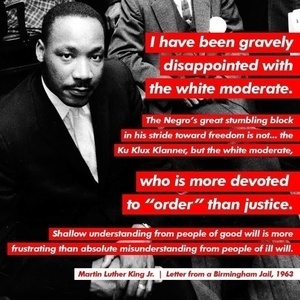 I have been gravely
disappointed with
the white moderate.
The Negro's great stumbling block
in his stride toward freedom is not... the
Ku Klux Klanner, but the white moderate,
who is more devoted
to "order" than justice.
Shallow understanding from people of good will is more
frustrating than absolute misunderstanding from people of ill will.
Martin Luther King Jr. | Letter from a Birmingham Jail, 1963